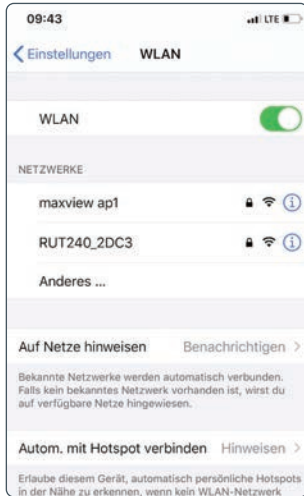 09:43 LTE
Einstellungen WLAN
WLAN
NETZWERKE
maxview ap1
RUT240_2DC3
Anderes ...
Auf Netze hinweisen Benachrichtigen
Bekannte Netzwerke werden automatisch verbunden.
Falls kein bekanntes Netzwerk vorhanden ist, wirst du
auf verfügbare Netze hingewiesen.
Autom. mit Hotspot verbinden Hinweisen
Erlaube diesem Gerät, automatisch persönliche Hotspots
in der Nähe zu erkennen, wenn kein WLAN-Netzwerk